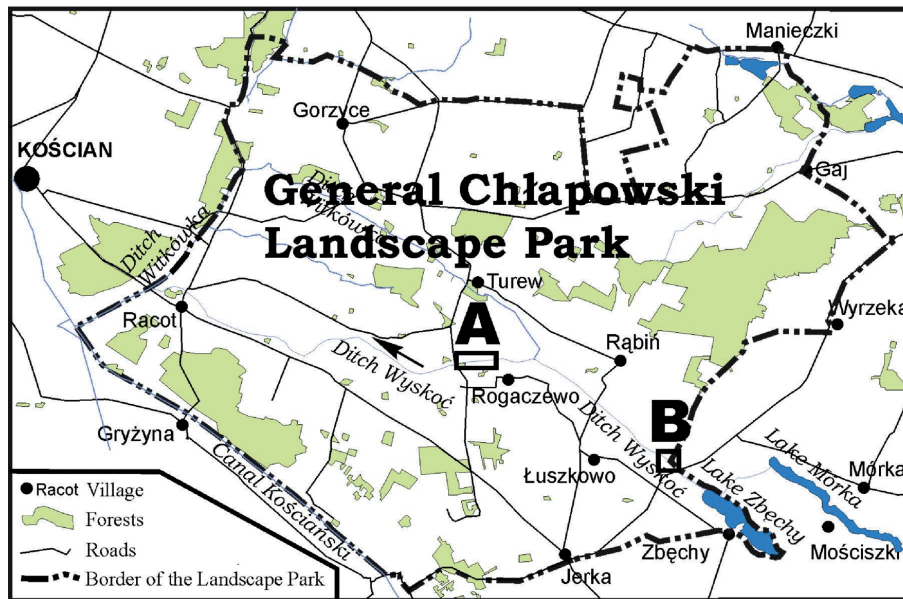 Manieczki
Gorzyce
KOŚCIAN
Gaj
General Chłapowski
Landscape Park
Ditch
Witkówka
Ditch
Turew
A
Racot
Wyrzeka
Rąbiń
Ditch Wyskoć
Rogaczewo
Ditch Wyskoć
B
Gryżyna
Canal Kościański
Łuszkowo
Lake Zbęchy
Lake Mórka
Mórka
Zbęchy
Mościszki
Jerka
Racot Village
Forests
Roads
Border of the Landscape Park